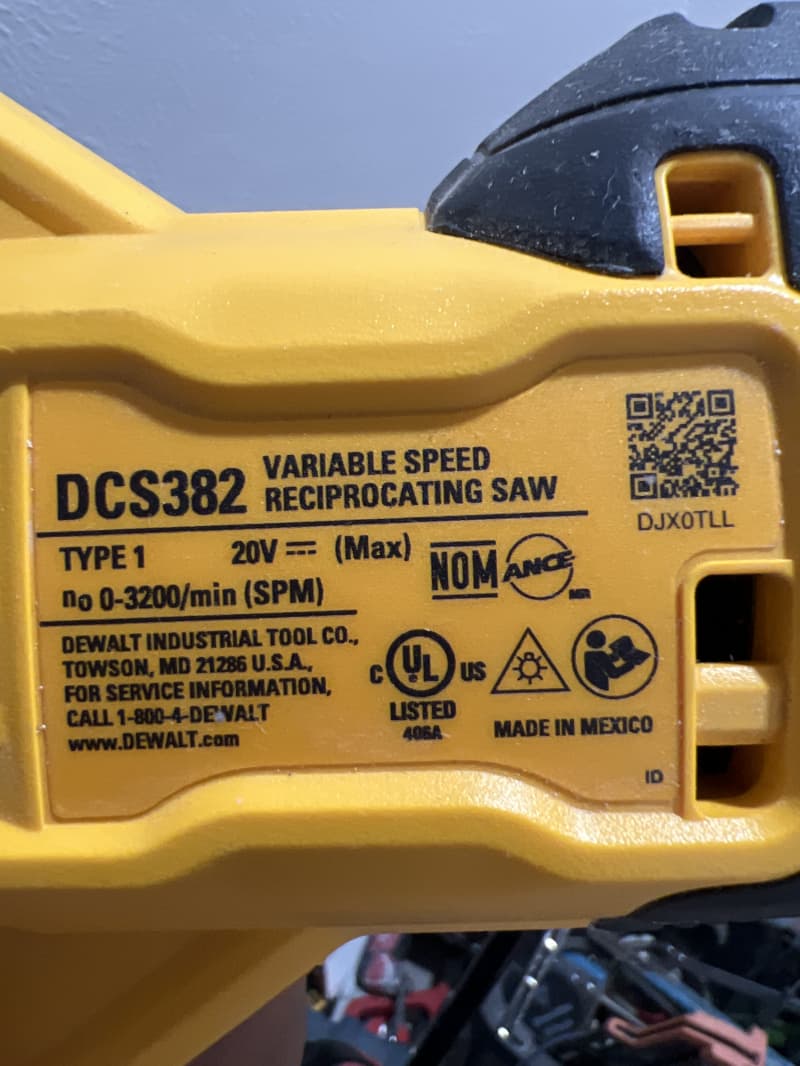 DCS382 VARIABLE SPEED
RECIPROCATING SAW
DJX0TLL
TYPE 1 20V ⎓ (Max)
NOM ANCE
n₀ 0-3200/min (SPM)
DEWALT INDUSTRIAL TOOL CO.,
TOWSON, MD 21286 U.S.A.,
FOR SERVICE INFORMATION,
CALL 1-800-4-DEWALT
www.DEWALT.com
C UL US
LISTED
406A
MADE IN MEXICO
ID